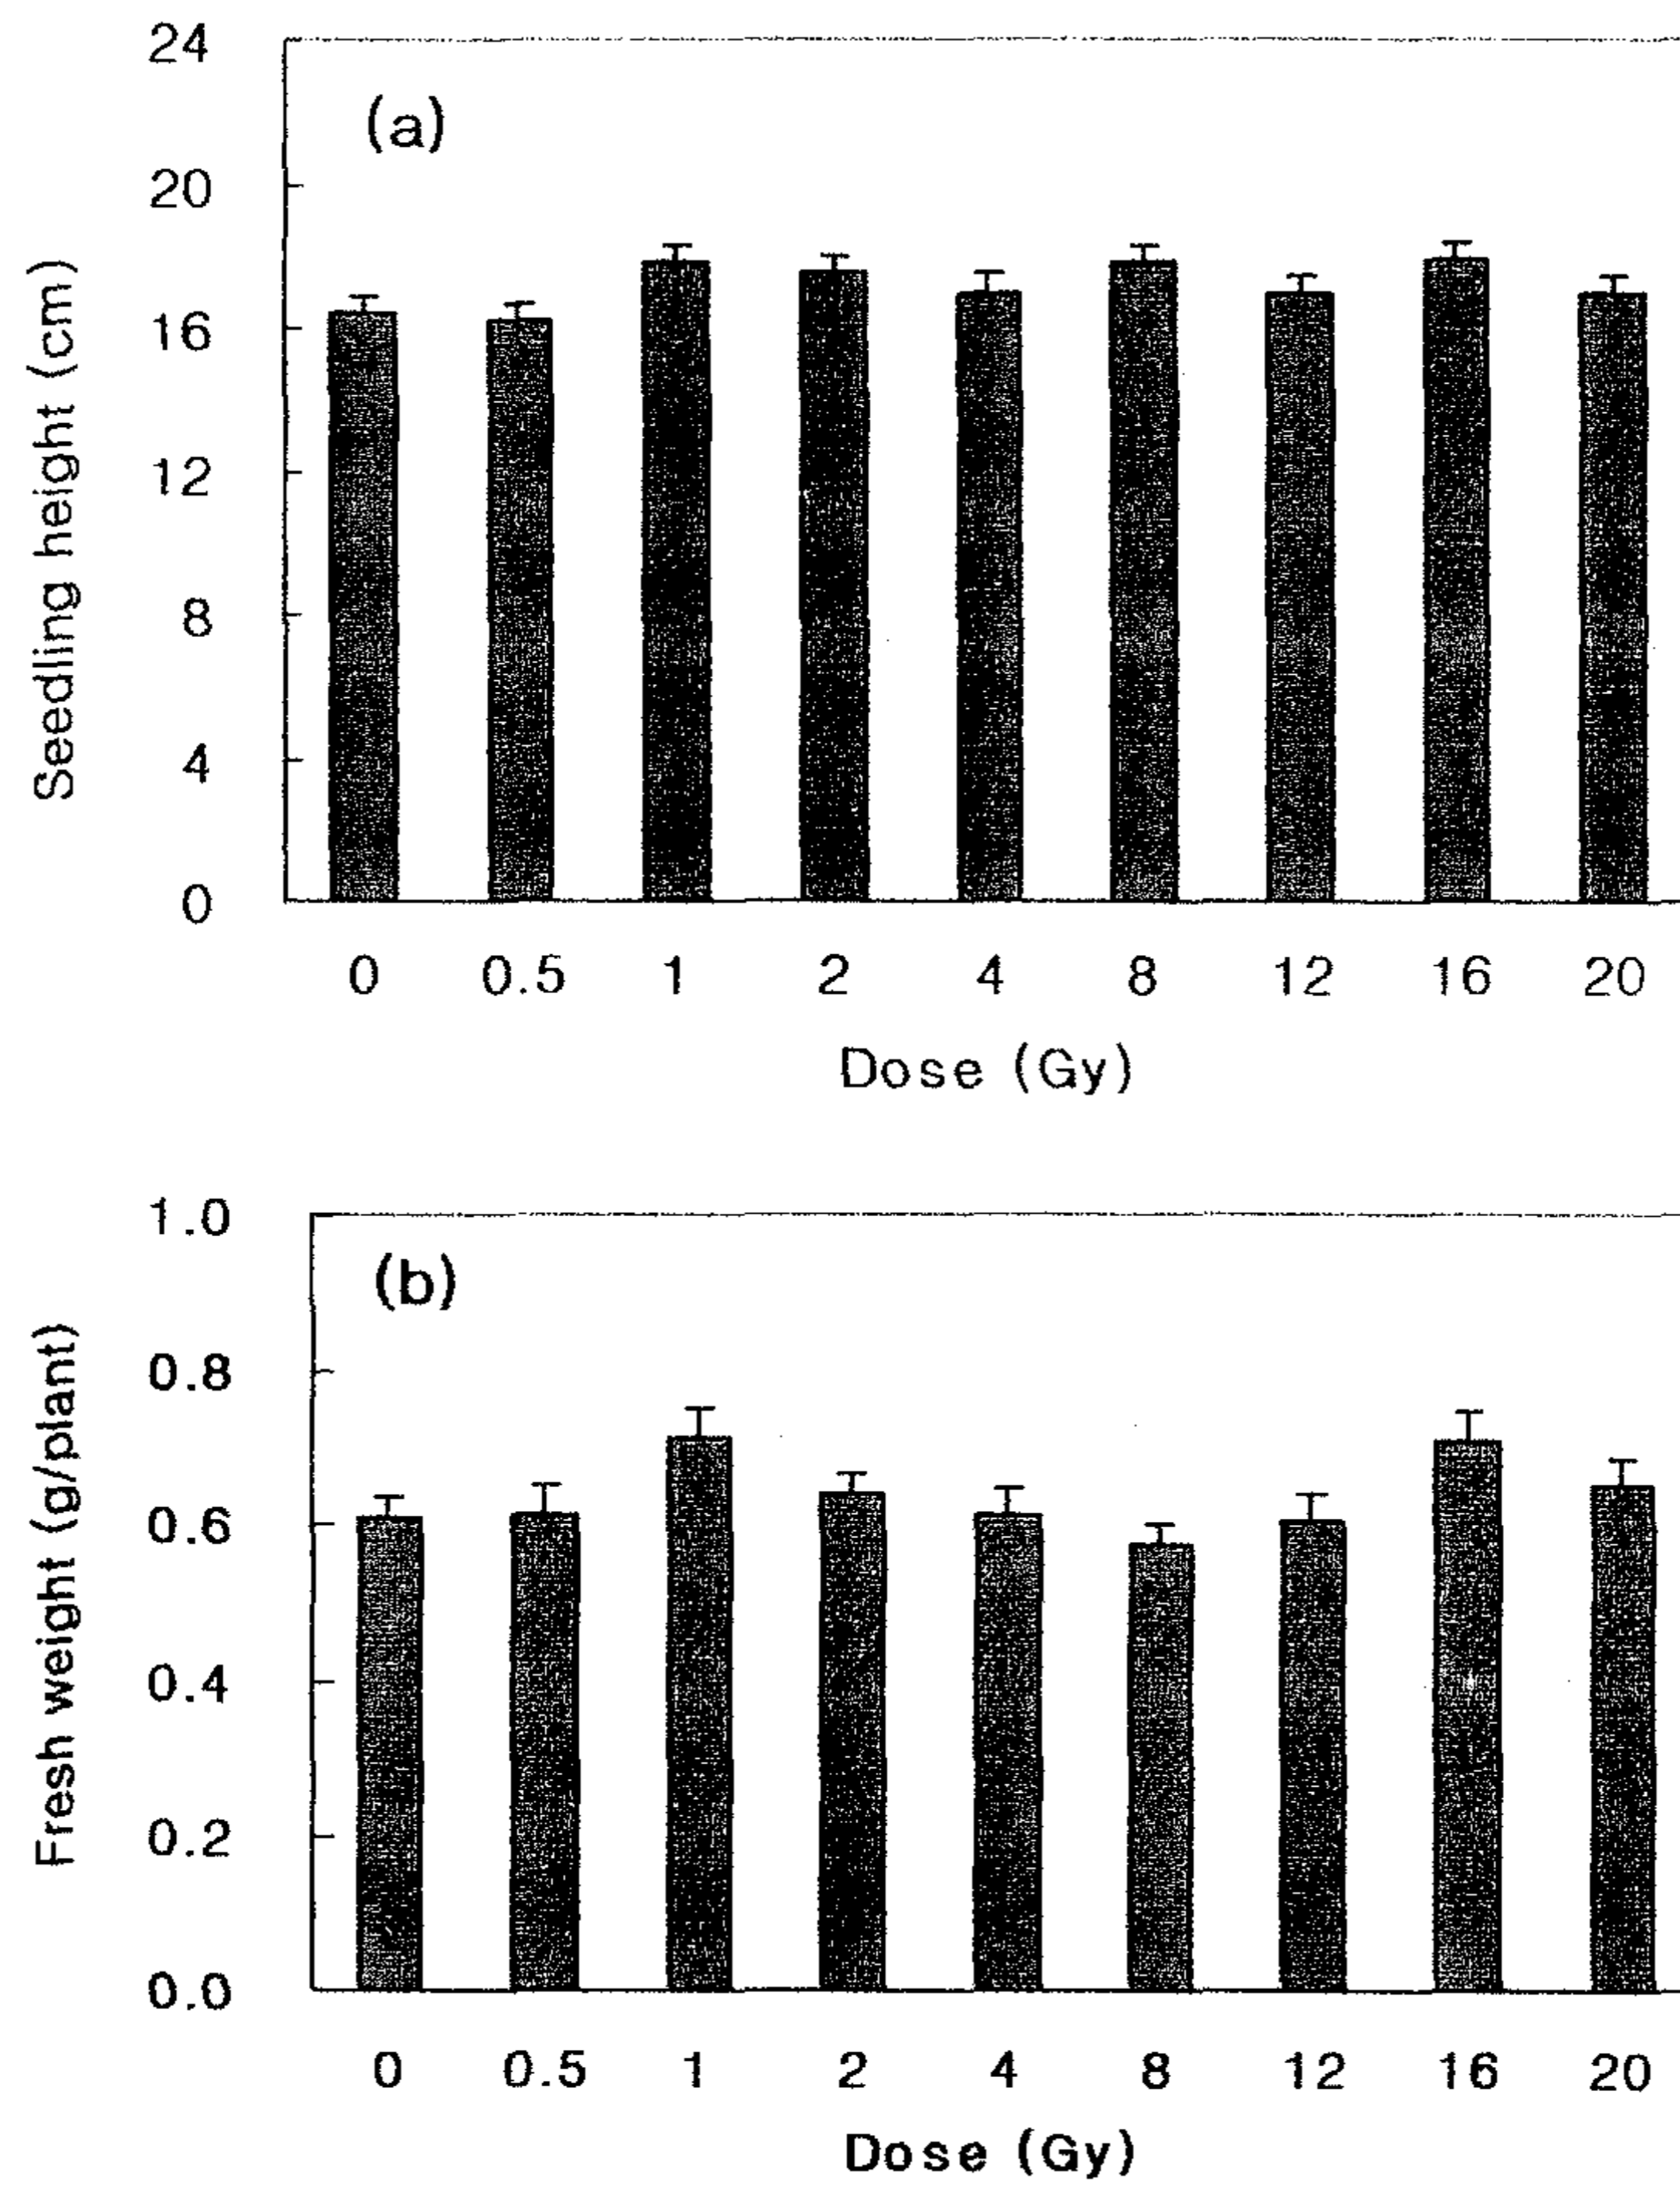 24
(a)
20
16
12
8
4
0
Seedling height (cm)
0 0.5 1 2 4 8 12 16 20
Dose (Gy)
1.0
(b)
0.8
0.6
0.4
0.2
0.0
Fresh weight (g/plant)
0 0.5 1 2 4 8 12 16 20
Dose (Gy)